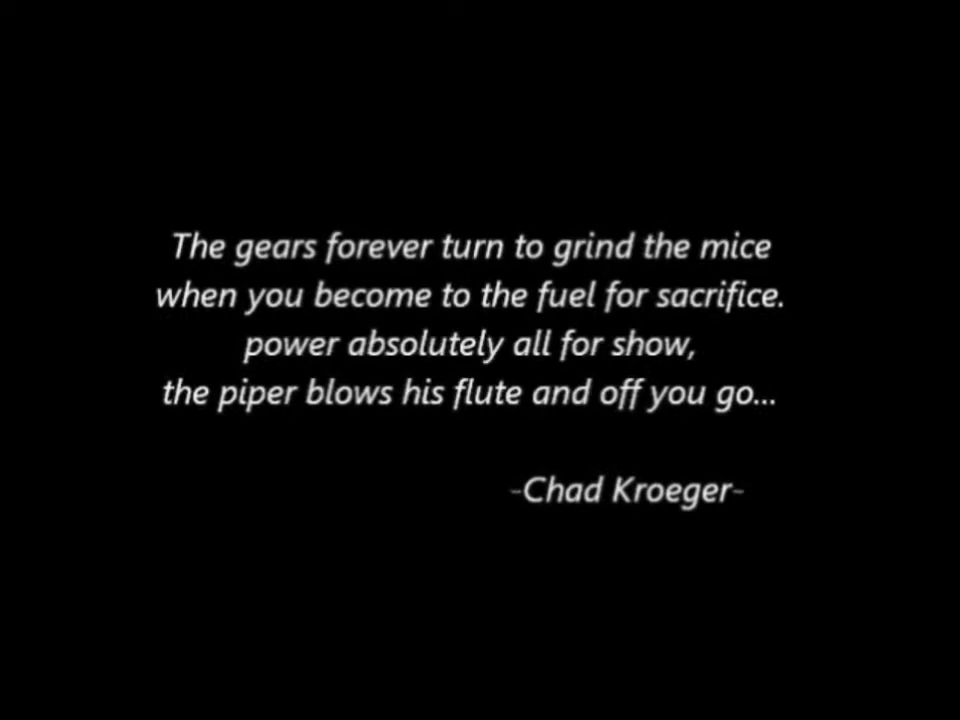 The gears forever turn to grind the mice
when you become to the fuel for sacrifice.
power absolutely all for show,
the piper blows his flute and off you go...
-Chad Kroeger-